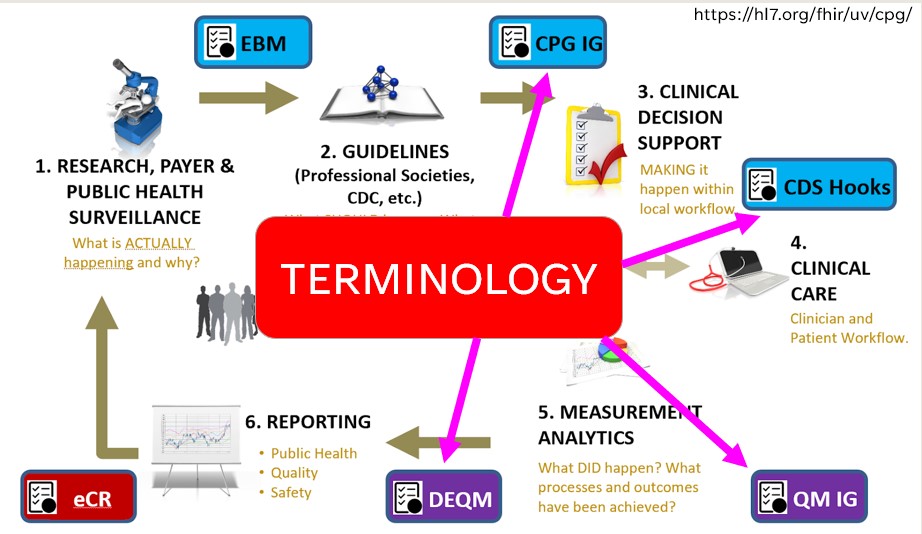 https://hl7.org/fhir/uv/cpg/
EBM
CPG IG
1. RESEARCH, PAYER &
PUBLIC HEALTH
SURVEILLANCE
What is ACTUALLY
happening and why?
2. GUIDELINES
(Professional Societies,
CDC, etc.)
3. CLINICAL
DECISION
SUPPORT
MAKING it
happen within
local workflow
CDS Hooks
TERMINOLOGY
4.
CLINICAL
CARE
Clinician and
Patient Workflow.
5. MEASUREMENT
ANALYTICS
What DID happen? What
processes and outcomes
have been achieved?
6. REPORTING
• Public Health
• Quality
• Safety
eCR
DEQM
QM IG